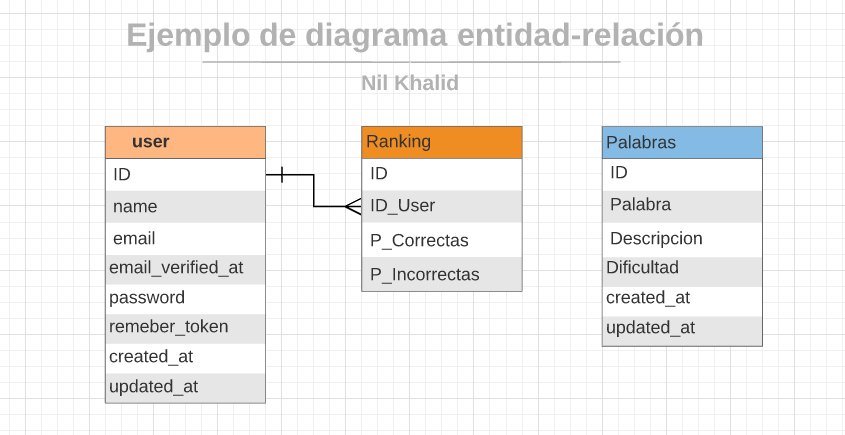 Ejemplo de diagrama entidad-relación
Nil Khalid
user
ID
name
email
email_verified_at
password
remeber_token
created_at
updated_at
Ranking
ID
ID_User
P_Correctas
P_Incorrectas
Palabras
ID
Palabra
Descripcion
Dificultad
created_at
updated_at